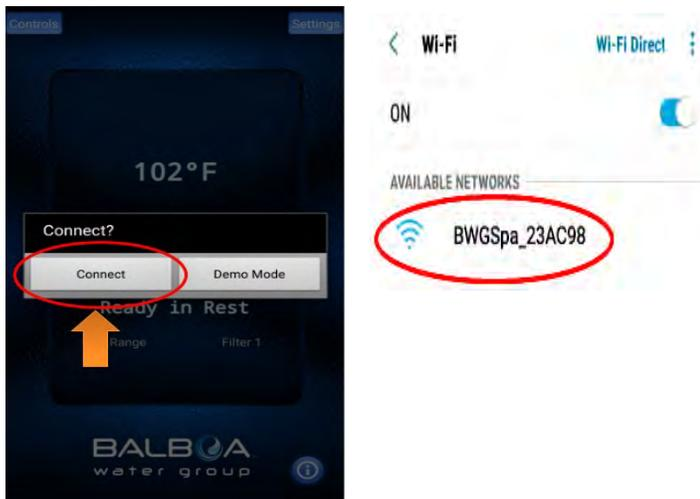 Controls
Settings
102°F
Connect?
Connect
Demo Mode
Ready in Rest
Range
Filter 1
BALBOA
water group
Wi-Fi
Wi-Fi Direct
ON
AVAILABLE NETWORKS
BWGSpa_23AC98